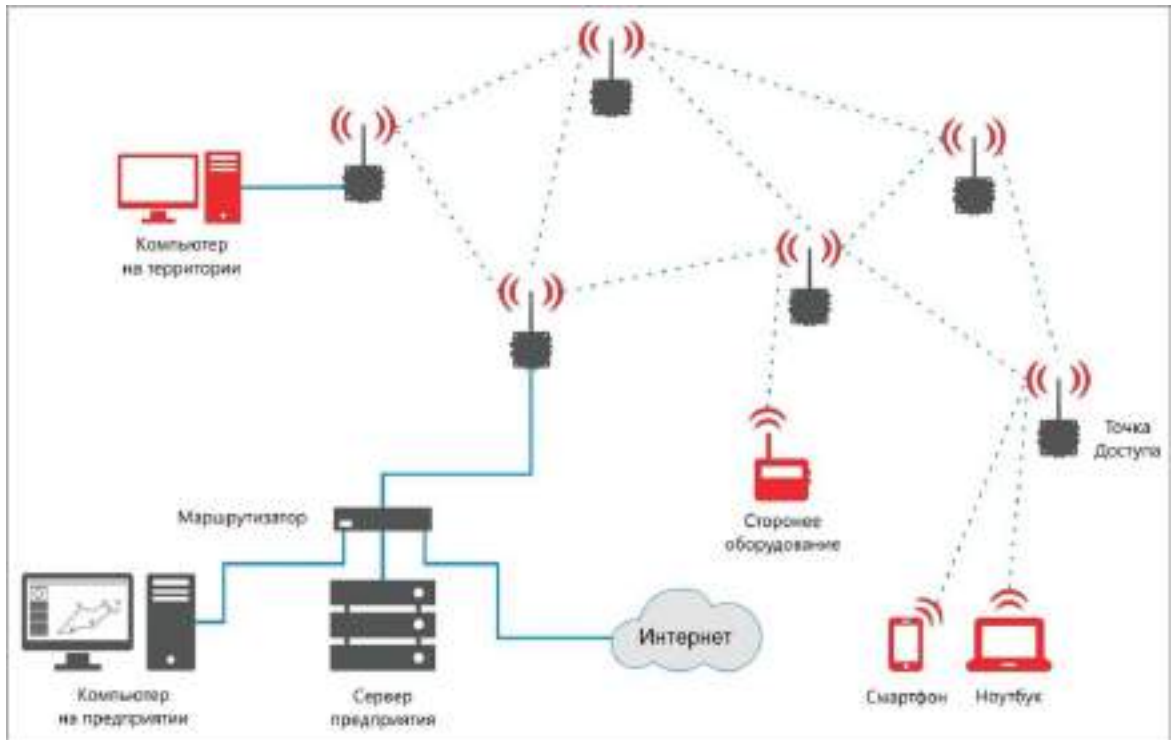 Компьютер
на территории
Точка
Доступа
Маршрутизатор
Сторонее
оборудование
Интернет
Компьютер
на предприятии
Сервер
предприятия
Смартфон
Ноутбук